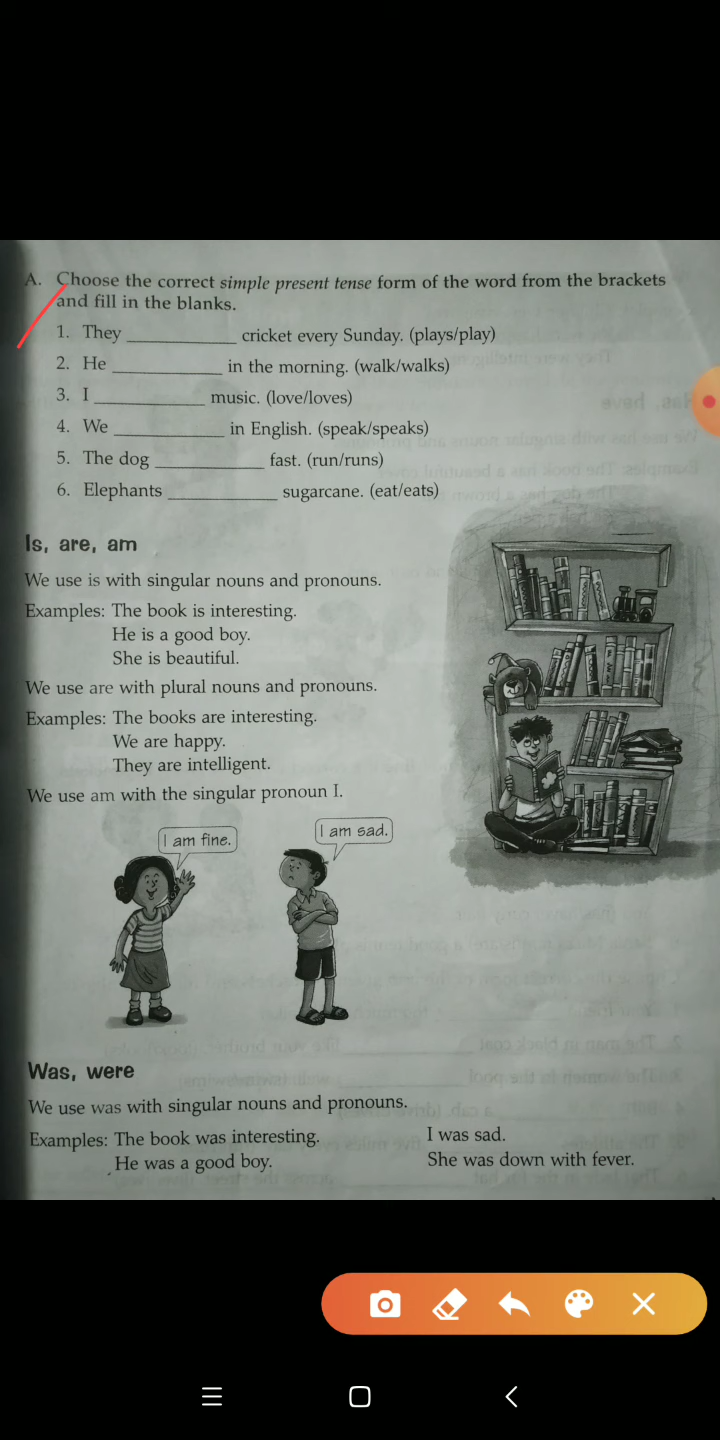 A. Choose the correct simple present tense form of the word from the brackets
and fill in the blanks.
1. They ____________ cricket every Sunday. (plays/play)
2. He ____________ in the morning. (walk/walks)
3. I ____________ music. (love/loves)
4. We ____________ in English. (speak/speaks)
5. The dog ____________ fast. (run/runs)
6. Elephants ____________ sugarcane. (eat/eats)
Is, are, am
We use is with singular nouns and pronouns.
Examples: The book is interesting.
He is a good boy.
She is beautiful.
We use are with plural nouns and pronouns.
Examples: The books are interesting.
We are happy.
They are intelligent.
We use am with the singular pronoun I.
I am fine.
I am sad.
Was, were
We use was with singular nouns and pronouns.
Examples: The book was interesting. I was sad.
He was a good boy. She was down with fever.